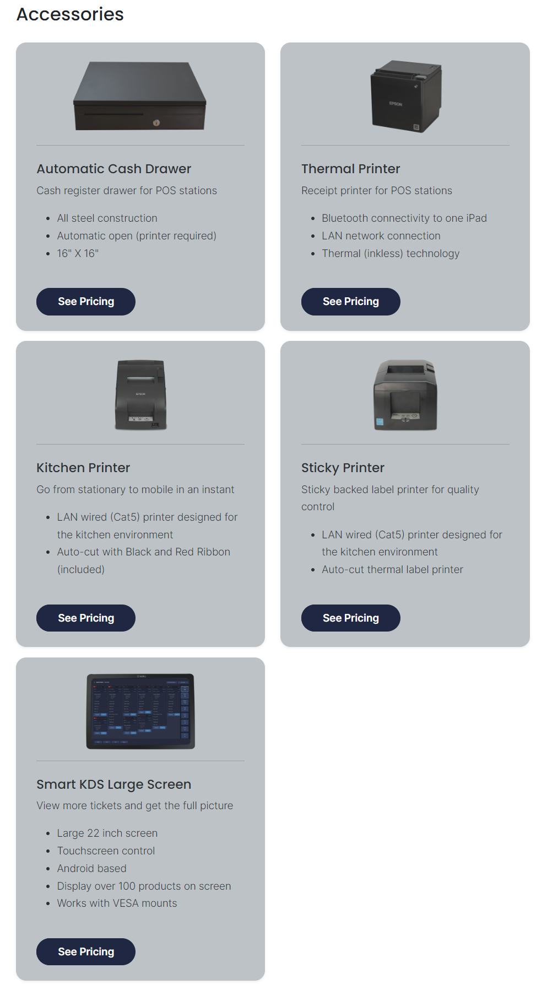 Accessories
EPSON
Automatic Cash Drawer
Cash register drawer for POS stations
• All steel construction
• Automatic open (printer required)
• 16" X 16"
See Pricing
Thermal Printer
Receipt printer for POS stations
• Bluetooth connectivity to one iPad
• LAN network connection
• Thermal (inkless) technology
See Pricing
EPSON
Kitchen Printer
Go from stationary to mobile in an instant
• LAN wired (Cat5) printer designed for
the kitchen environment
• Auto-cut with Black and Red Ribbon
(included)
See Pricing
Sticky Printer
Sticky backed label printer for quality
control
• LAN wired (Cat5) printer designed for
the kitchen environment
• Auto-cut thermal label printer
See Pricing
Smart KDS Large Screen
View more tickets and get the full picture
• Large 22 inch screen
• Touchscreen control
• Android based
• Display over 100 products on screen
• Works with VESA mounts
See Pricing